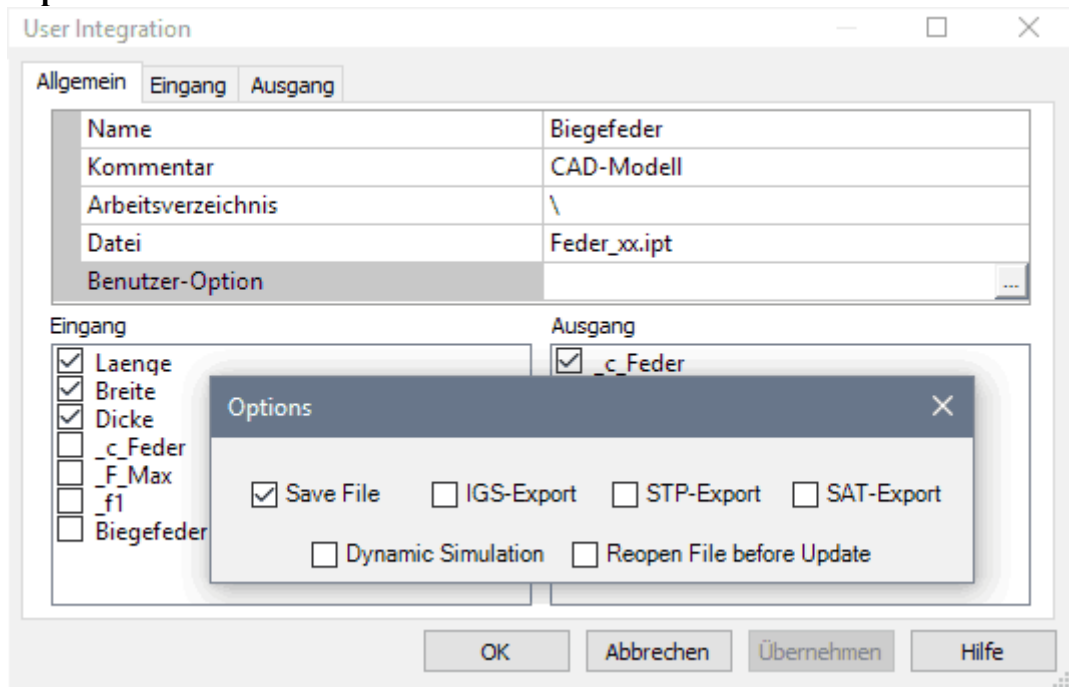 User Integration
Allgemein Eingang Ausgang
Name Biegefeder
Kommentar CAD-Modell
Arbeitsverzeichnis \
Datei Feder_xx.ipt
Benutzer-Option ...
Eingang Ausgang
Laenge _c_Feder
Breite
Dicke
_c_Feder
_F_Max
_f1
Biegefeder
Options
Save File IGS-Export STP-Export SAT-Export
Dynamic Simulation Reopen File before Update
OK Abbrechen Übernehmen Hilfe